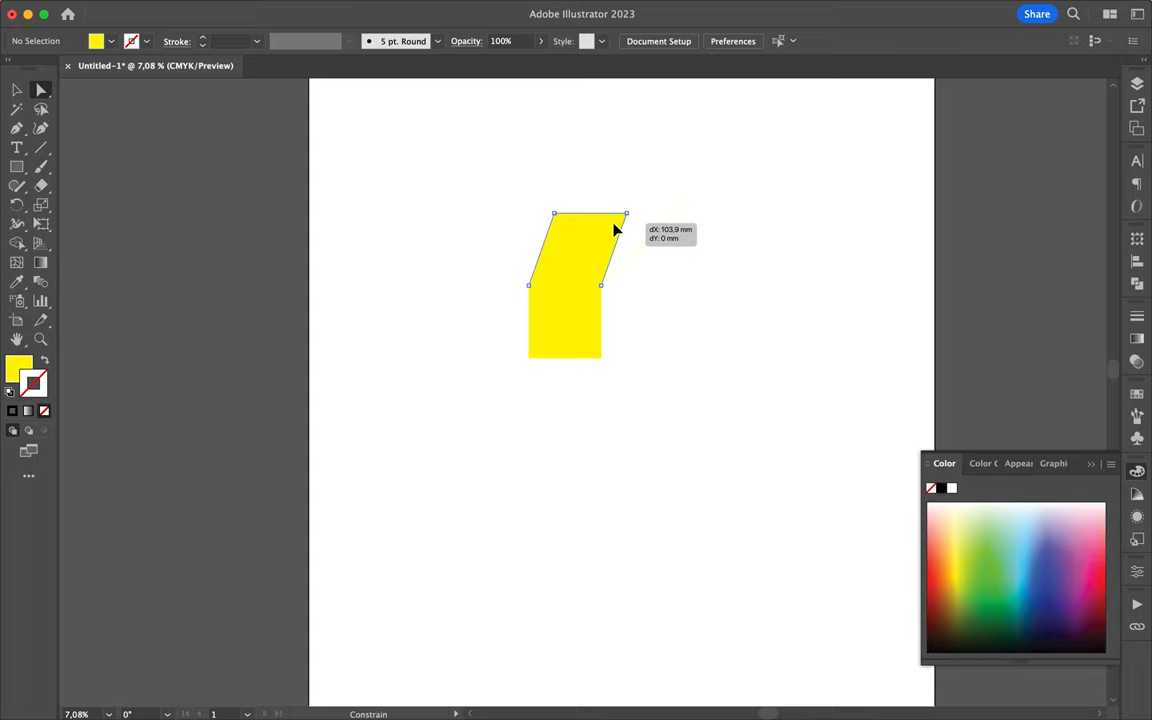 Adobe Illustrator 2023
Share
No Selection
Stroke:
5 pt. Round
Opacity:
100%
Style:
Document Setup
Preferences
× Untitled-1* @ 7,08 % (CMYK/Preview)
dX: 103,9 mm
dY: 0 mm
Color
Color C
Appear
Graphi
7,08%
0°
1
Constrain